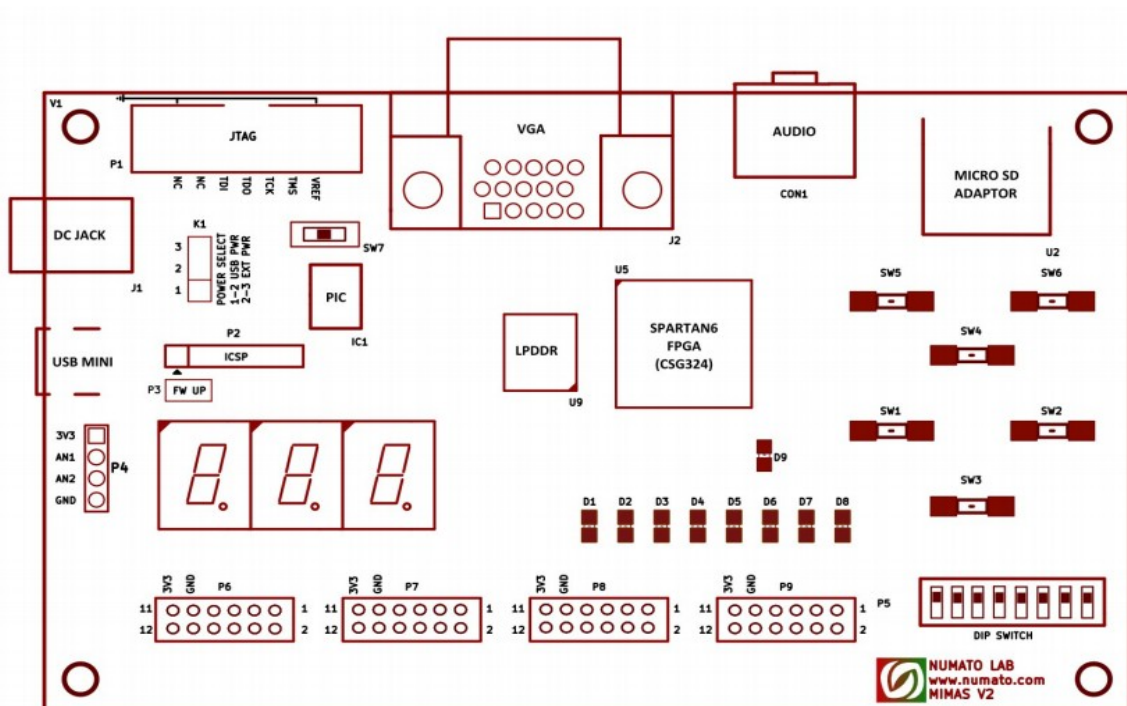 V1
JTAG
P1
NC
NC
TDI
TDO
TCK
TMS
VREF
VGA
J2
AUDIO
CON1
MICRO SD
ADAPTOR
U2
DC JACK
J1
K1
3
2
1
POWER SELECT
1-2 USB PWR
2-3 EXT PWR
SW7
PIC
IC1
U5
SPARTAN6
FPGA
(CSG324)
LPDDR
U9
SW5
SW6
SW4
SW1
SW2
SW3
USB MINI
P2
ICSP
P3
FW UP
3V3
AN1
AN2
GND
P4
D9
D1 D2 D3 D4 D5 D6 D7 D8
3V3 GND P6
11 1
12 2
3V3 GND P7
11 1
12 2
3V3 GND P8
11 1
12 2
3V3 GND P9
11 1
12 2
P5
DIP SWITCH
NUMATO LAB
www.numato.com
MIMAS V2